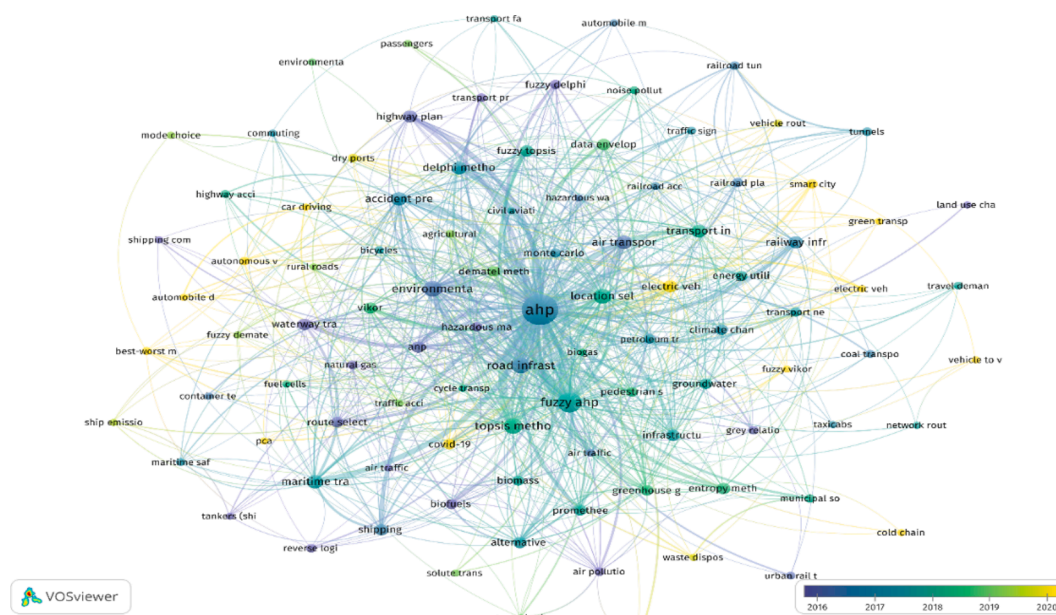 transport fa
automobile m
passengers
environmenta
railroad tun
fuzzy delphi
noise pollut
transport pr
highway plan
vehicle rout
mode choice
commuting
traffic sign
tunnels
data envelop
fuzzy topsis
dry ports
delphi metho
railroad acc
railroad pla
smart city
highway acci
accident pre
hazardous wa
land use cha
car driving
civil aviati
green transp
transport in
agricultural
shipping com
air transpor
railway infr
bicycles
monte carlo
autonomous v
rural roads
dematel meth
energy utili
environmenta
electric veh
electric veh
travel deman
automobile d
location sel
vikor
ahp
transport ne
waterway tra
hazardous ma
climate chan
fuzzy demate
petroleum tr
anp
best-worst m
biogas
coal transpo
vehicle to v
natural gas
road infrast
fuzzy vikor
fuel cells
cycle transp
groundwater
pedestrian s
container te
traffic acci
fuzzy ahp
ship emissio
route select
topsis metho
taxicabs
network rout
grey relatio
infrastructu
pca
covid-19
air traffic
maritime saf
air traffic
maritime tra
biomass
greenhouse g
entropy meth
municipal so
biofuels
promethee
tankers (shi
shipping
cold chain
alternative
reverse logi
waste dispos
solute trans
air pollutio
urban rail t
VOSviewer
2016 2017 2018 2019 2020